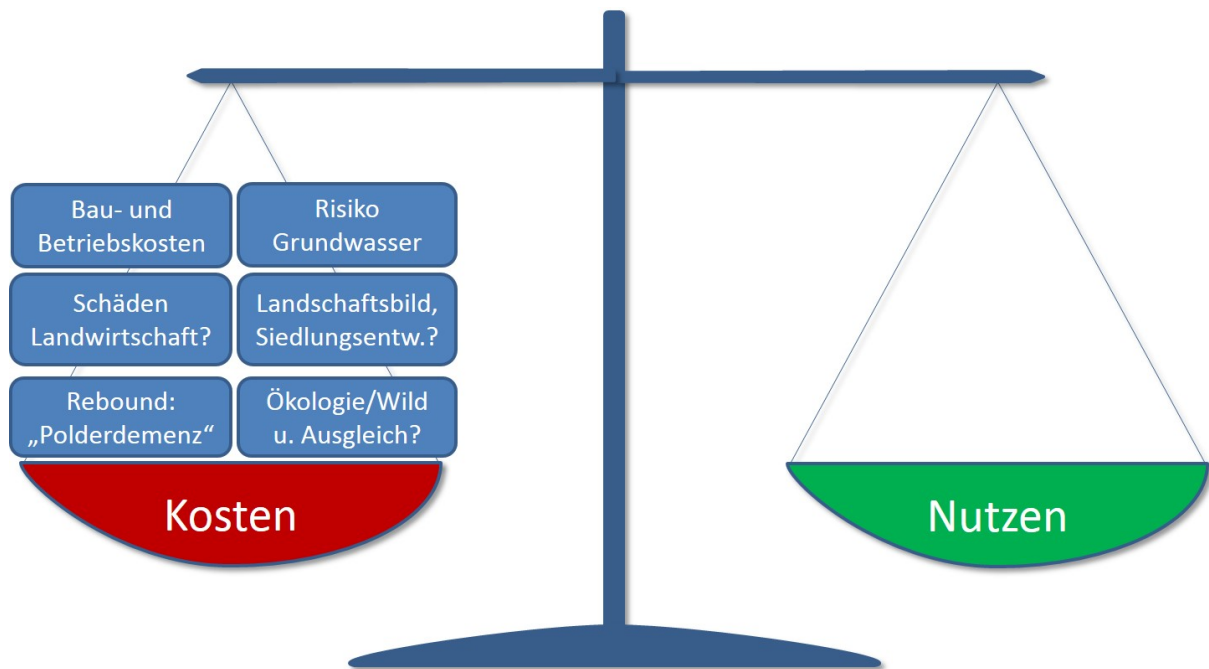 Bau- und
Betriebskosten
Risiko
Grundwasser
Schäden
Landwirtschaft?
Landschaftsbild,
Siedlungsentw.?
Rebound:
„Polderdemenz“
Ökologie/Wild
u. Ausgleich?
Kosten
Nutzen